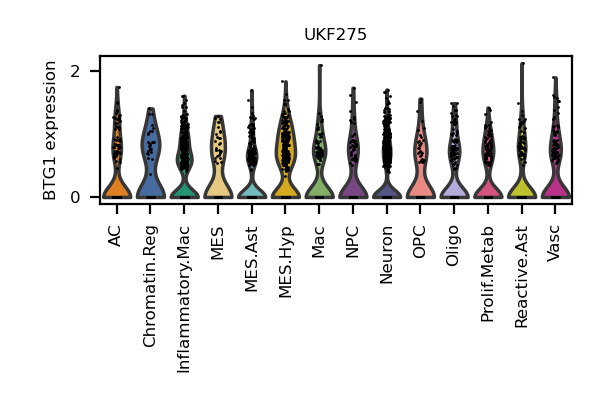 UKF275
BTG1 expression
2
0
AC
Chromatin.Reg
Inflammatory.Mac
MES
MES.Ast
MES.Hyp
Mac
NPC
Neuron
OPC
Oligo
Prolif.Metab
Reactive.Ast
Vasc